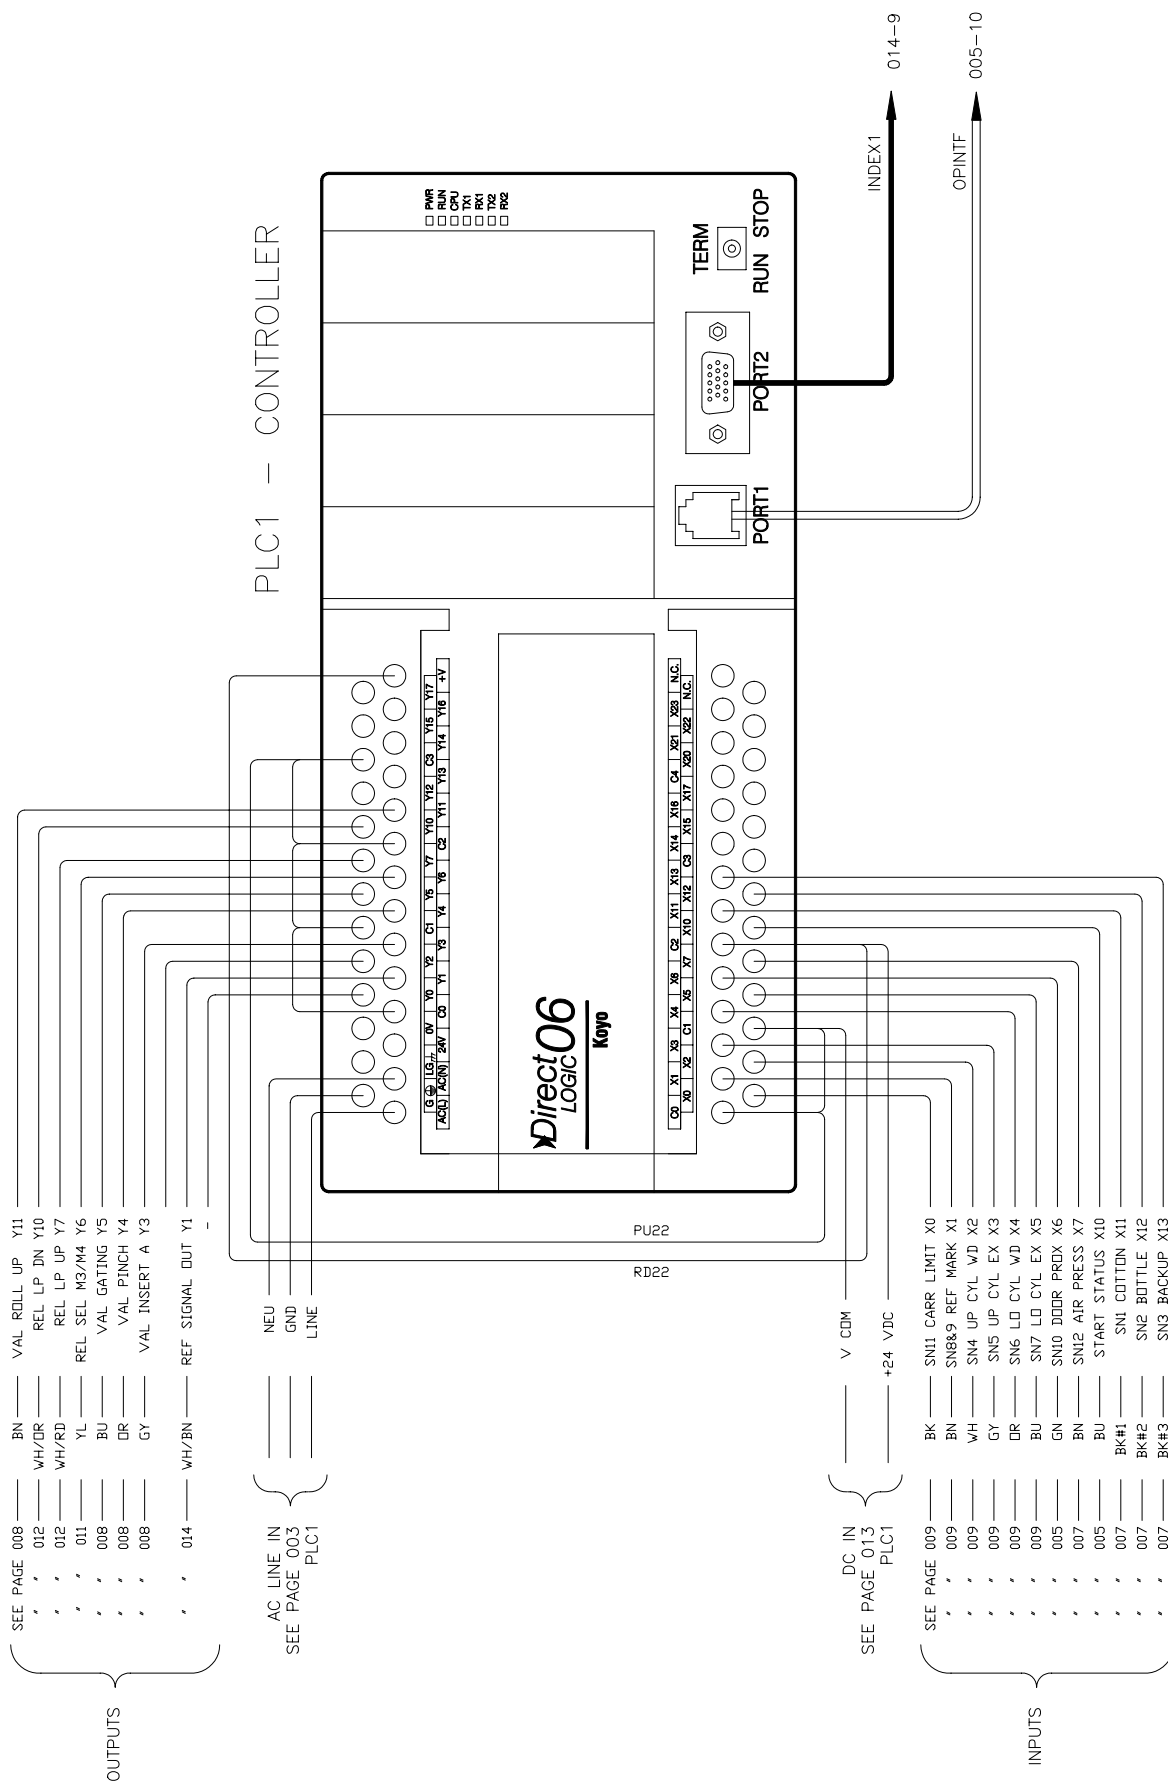 PLC1 - CONTROLLER
OUTPUTS
SEE PAGE 008 BN VAL ROLL UP Y11
" " 012 WH/OR REL LP DN Y10
" " 012 WH/RD REL LP UP Y7
" " 011 YL REL SEL M3/M4 Y6
" " 008 BU VAL GATING Y5
" " 008 OR VAL PINCH Y4
" " 008 GY VAL INSERT A Y3
" " 014 WH/BN REF SIGNAL OUT Y1
-
AC LINE IN
SEE PAGE 003
PLC1
NEU
GND
LINE
PU22
RD22
G LG 0V Y0 Y2 C1 Y5 Y7 Y10 Y12 C3 Y15 Y17
AC(L) AC(N) 24V C0 Y1 Y3 Y4 Y6 C2 Y11 Y13 Y14 Y16 +V
PWR
RUN
CPU
TX1
RX1
TX2
RX2
Direct
LOGIC 06
Koyo
C0 X1 X3 X4 X6 C2 X11 X13 X14 X16 C4 X21 X23 N.C.
X0 X2 C1 X5 X7 X10 X12 C3 X15 X17 X20 X22 N.C.
TERM
RUN STOP
PORT1
PORT2
INDEX1
014-9
OPINTF
005-10
DC IN
SEE PAGE 013
PLC1
V COM
+24 VDC
INPUTS
SEE PAGE 009 BK SN11 CARR LIMIT X0
" " 009 BN SN8&9 REF MARK X1
" " 009 WH SN4 UP CYL WD X2
" " 009 GY SN5 UP CYL EX X3
" " 009 OR SN6 LO CYL WD X4
" " 009 BU SN7 LO CYL EX X5
" " 005 GN SN10 DOOR PROX X6
" " 007 BN SN12 AIR PRESS X7
" " 005 BU START STATUS X10
" " 007 BK#1 SN1 COTTON X11
" " 007 BK#2 SN2 BOTTLE X12
" " 007 BK#3 SN3 BACKUP X13